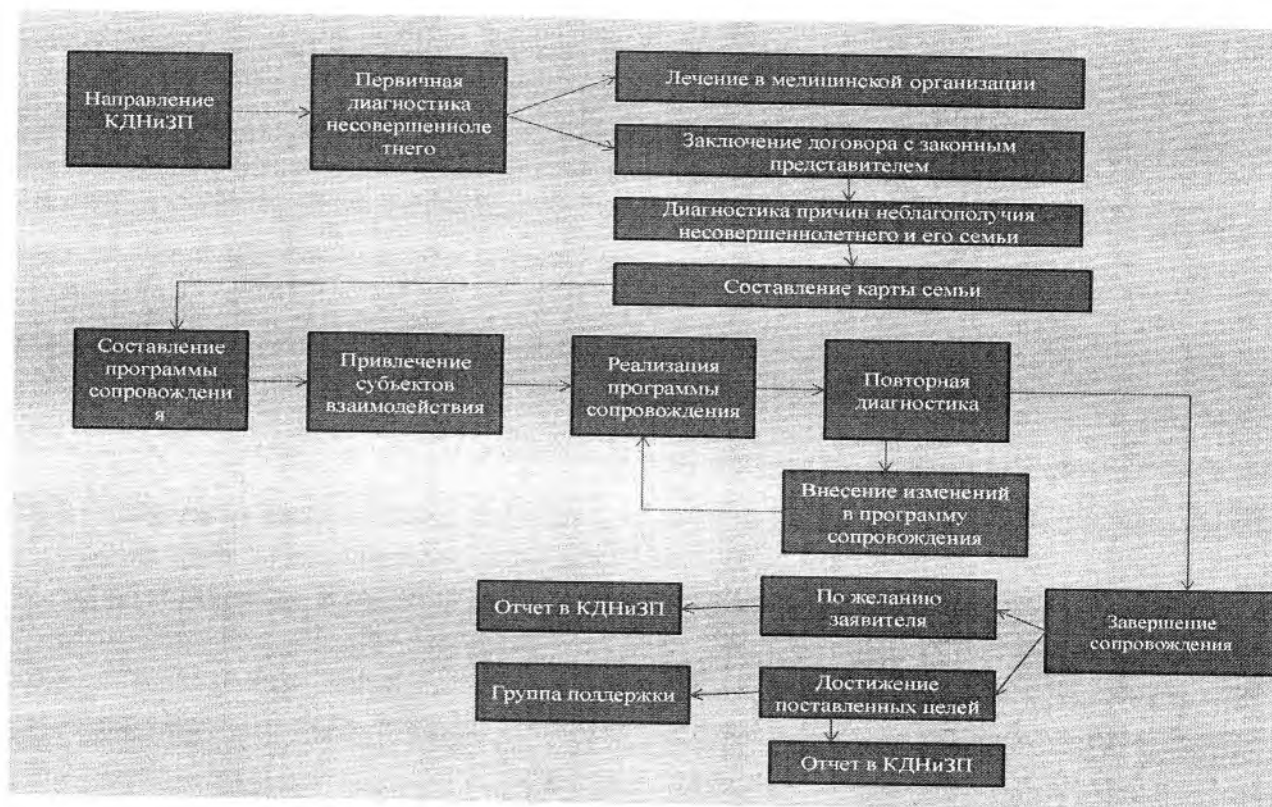 Направление
КДНиЗП
Первичная
диагностика
несовершенноле
тнего
Лечение в медицинской организации
Заключение договора с законным
представителем
Диагностика причин неблагополучия
несовершеннолетнего и его семьи
Составление карты семьи
Составление
программы
сопровождени
я
Привлечение
субъектов
взаимодействия
Реализация
программы
сопровождения
Повторная
диагностика
Внесение изменений
в программу
сопровождения
Отчет в КДНиЗП
По желанию
заявителя
Завершение
сопровождения
Группа поддержки
Достижение
поставленных целей
Отчет в КДНиЗП